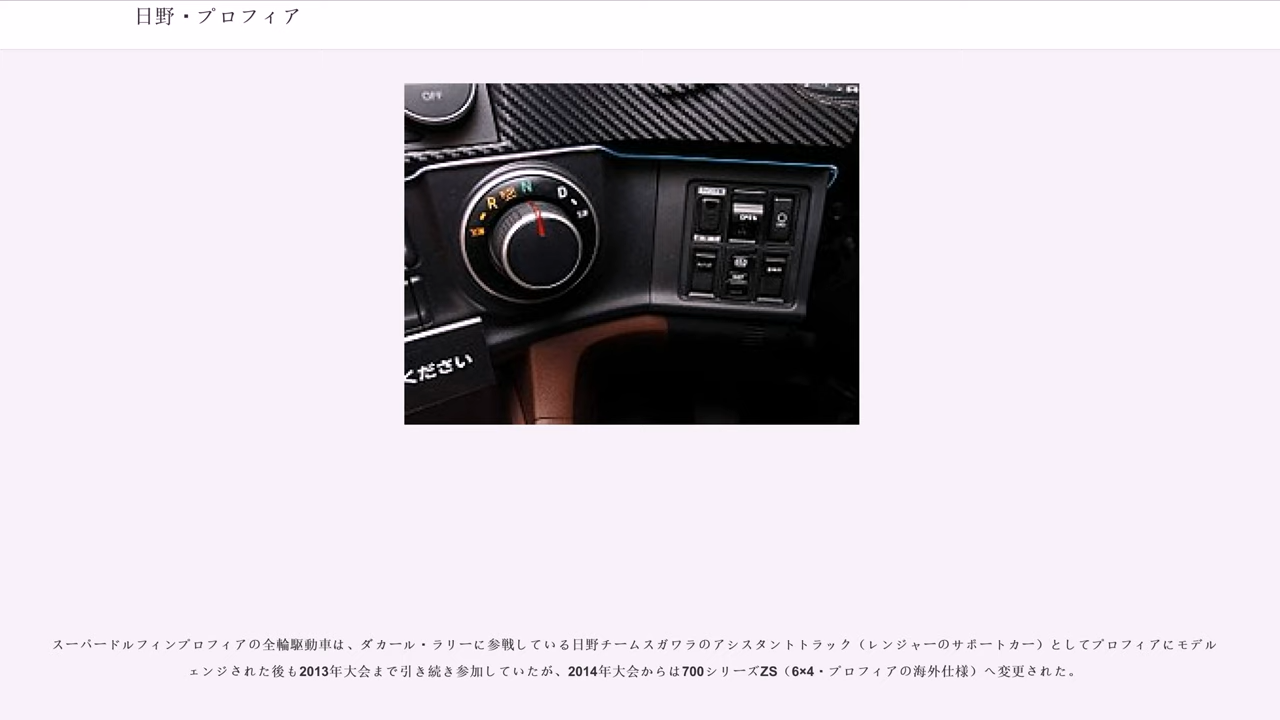 日野・プロフィア
OFF
R N D
OPEN
ください
スーパードルフィンプロフィアの全輪駆動車は、ダカール・ラリーに参戦している日野チームスガワラのアシスタントトラック（レンジャーのサポートカー）としてプロフィアにモデル
ェンジされた後も2013年大会まで引き続き参加していたが、2014年大会からは700シリーズZS（6×4・プロフィアの海外仕様）へ変更された。